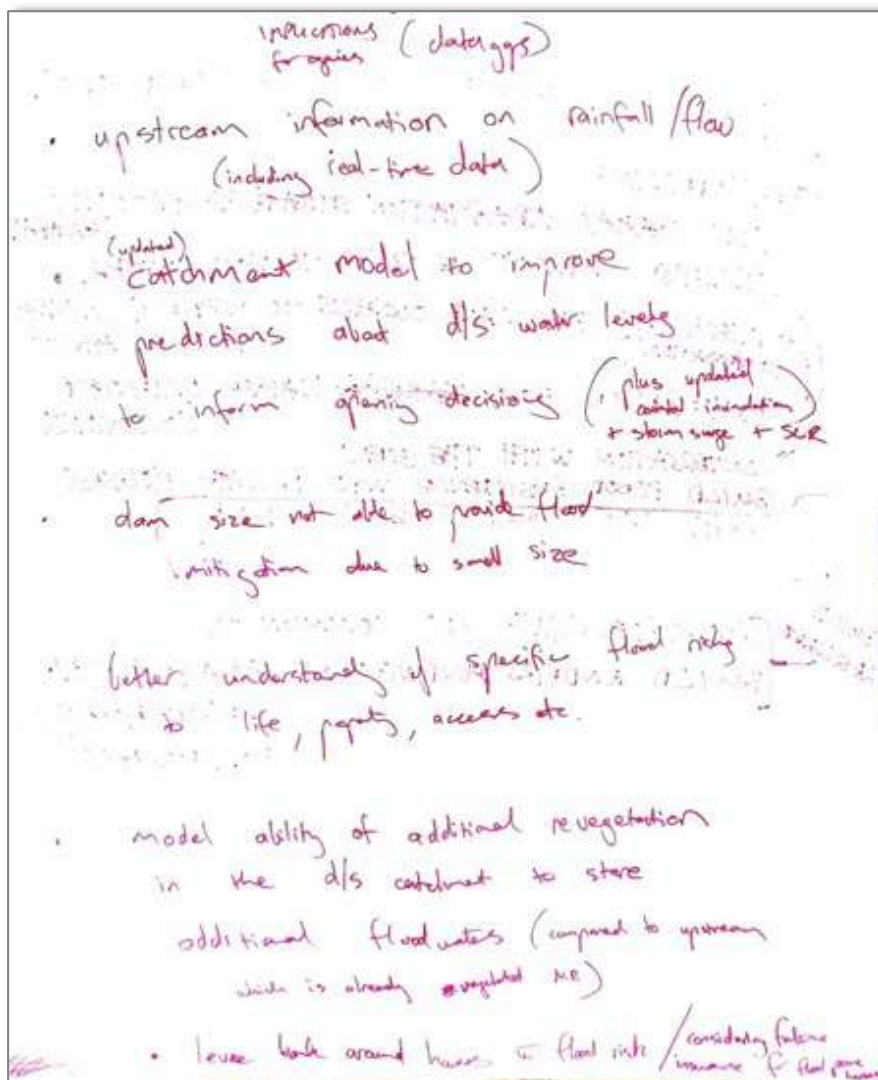 implications (data gaps)
for agencies
• upstream information on rainfall/flow
(including real-time data)
(updated)
• catchment model to improve
predictions about d/s water levels
to inform opening decisions (plus updated
coastal inundation
+ storm surge + SLR)
• dam size not able to provide flood
mitigation due to small size
• better understanding of specific flood risks
to life, property, access etc.
• model ability of additional revegetation
in the d/s catchment to store
additional floodwaters (compared to upstream
which is already vegetated NP)
• levee bank around houses flood risk / considering future
insurance flood prone